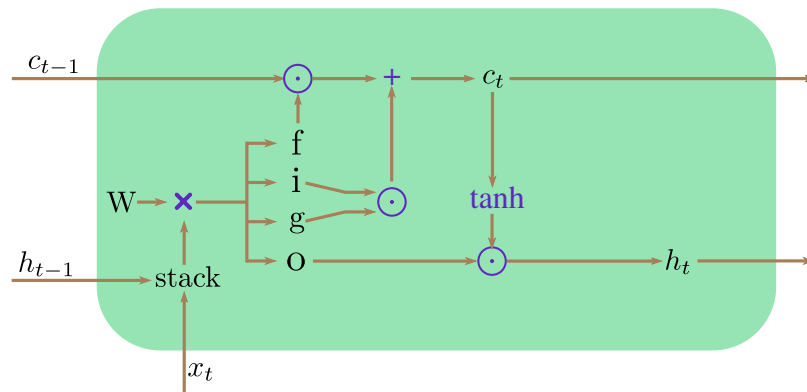 c_{t−1}
+
c_t
f
i
W
×
tanh
g
h_{t−1}
o
h_t
stack
x_t